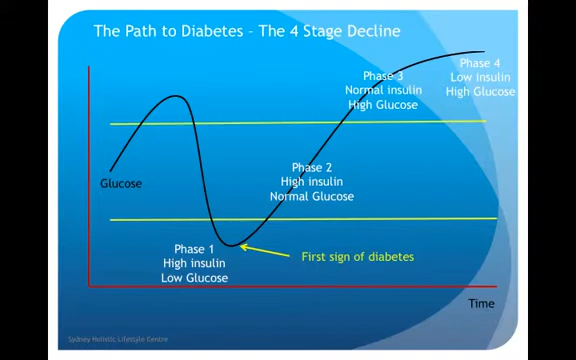 The Path to Diabetes - The 4 Stage Decline
Phase 4
Low insulin
High Glucose
Phase 3
Normal insulin
High Glucose
Phase 2
High insulin
Normal Glucose
Glucose
Phase 1
High insulin
Low Glucose
First sign of diabetes
Time
Sydney Holistic Lifestyle Centre